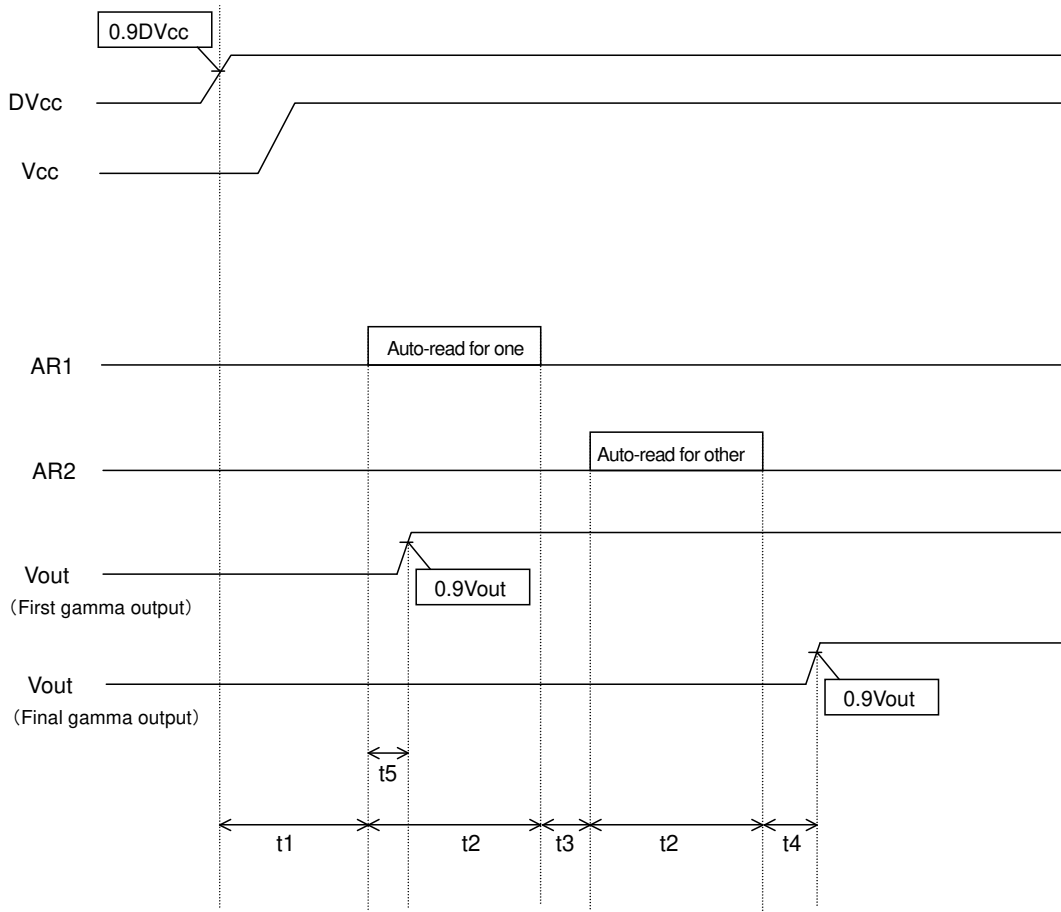 0.9DVcc
DVcc
Vcc
AR1
Auto-read for one
AR2
Auto-read for other
Vout
（First gamma output）
0.9Vout
Vout
（Final gamma output）
0.9Vout
t5
t1
t2
t3
t2
t4